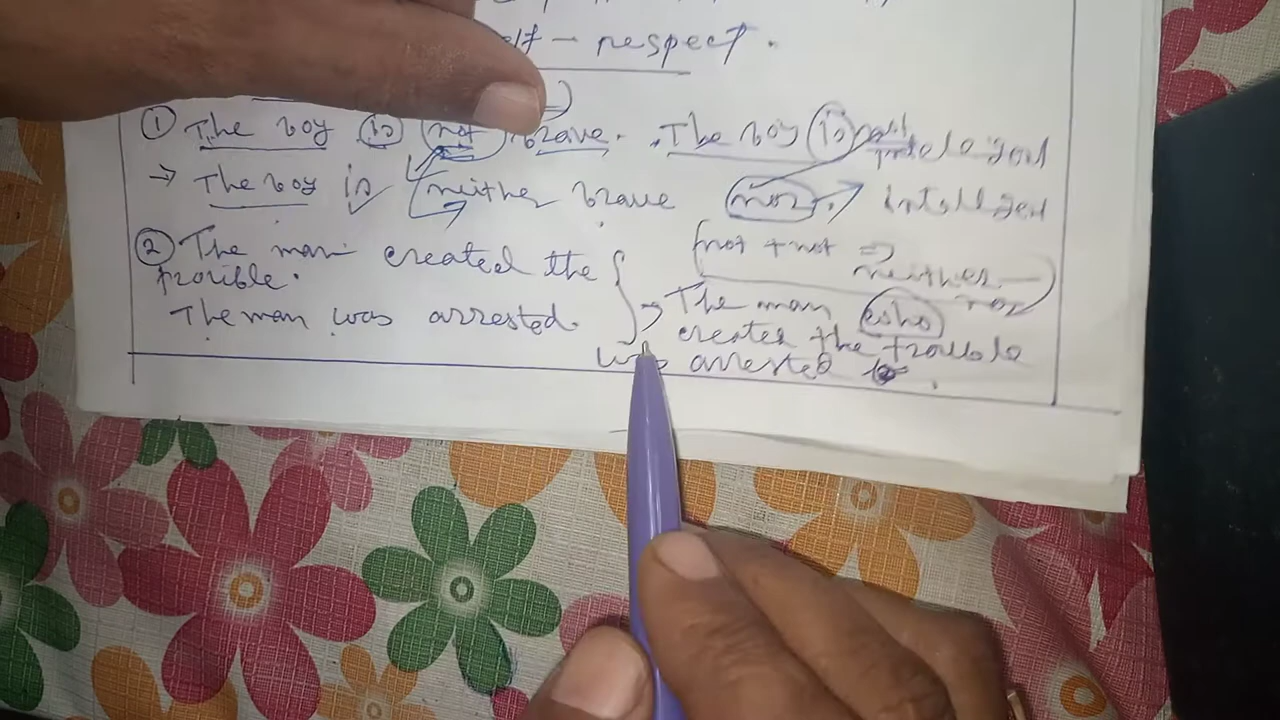 self - respect.
① The boy is not brave. The boy is not intelegent
→ The boy is neither brave nor intelligent
not + not ⇒ neither — nor
② The man created the trouble.
The man was arrested.
→ The man who
created the trouble
was arrested